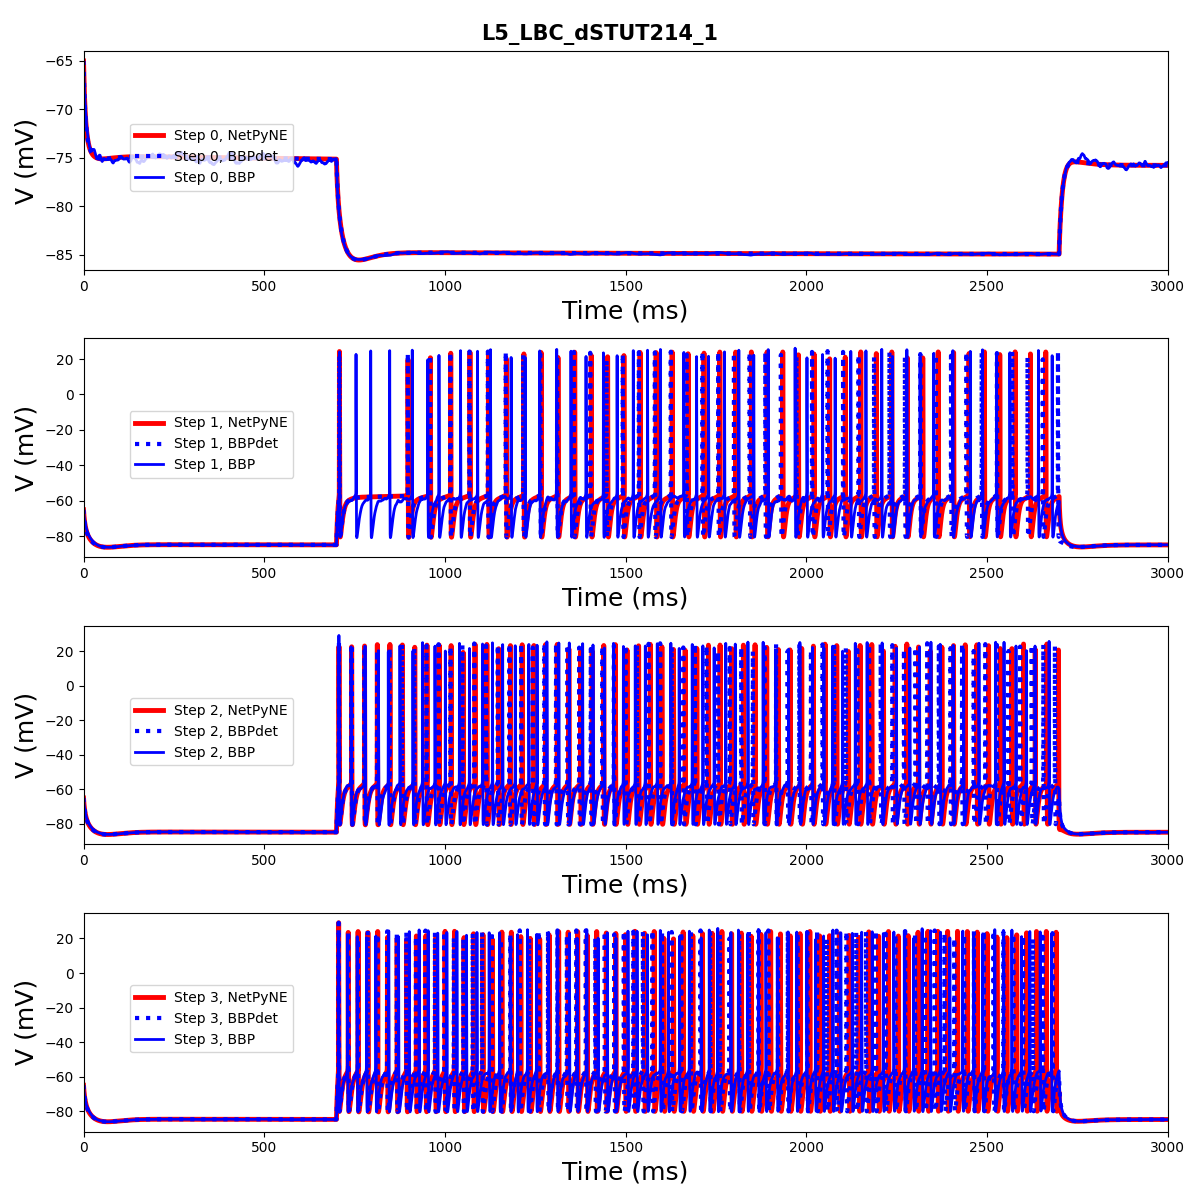 L5_LBC_dSTUT214_1
−65
−70
−75
−80
−85
V (mV)
Step 0, NetPyNE
Step 0, BBPdet
Step 0, BBP
0 500 1000 1500 2000 2500 3000
Time (ms)
20
0
−20
−40
−60
−80
V (mV)
Step 1, NetPyNE
Step 1, BBPdet
Step 1, BBP
0 500 1000 1500 2000 2500 3000
Time (ms)
20
0
−20
−40
−60
−80
V (mV)
Step 2, NetPyNE
Step 2, BBPdet
Step 2, BBP
0 500 1000 1500 2000 2500 3000
Time (ms)
20
0
−20
−40
−60
−80
V (mV)
Step 3, NetPyNE
Step 3, BBPdet
Step 3, BBP
0 500 1000 1500 2000 2500 3000
Time (ms)